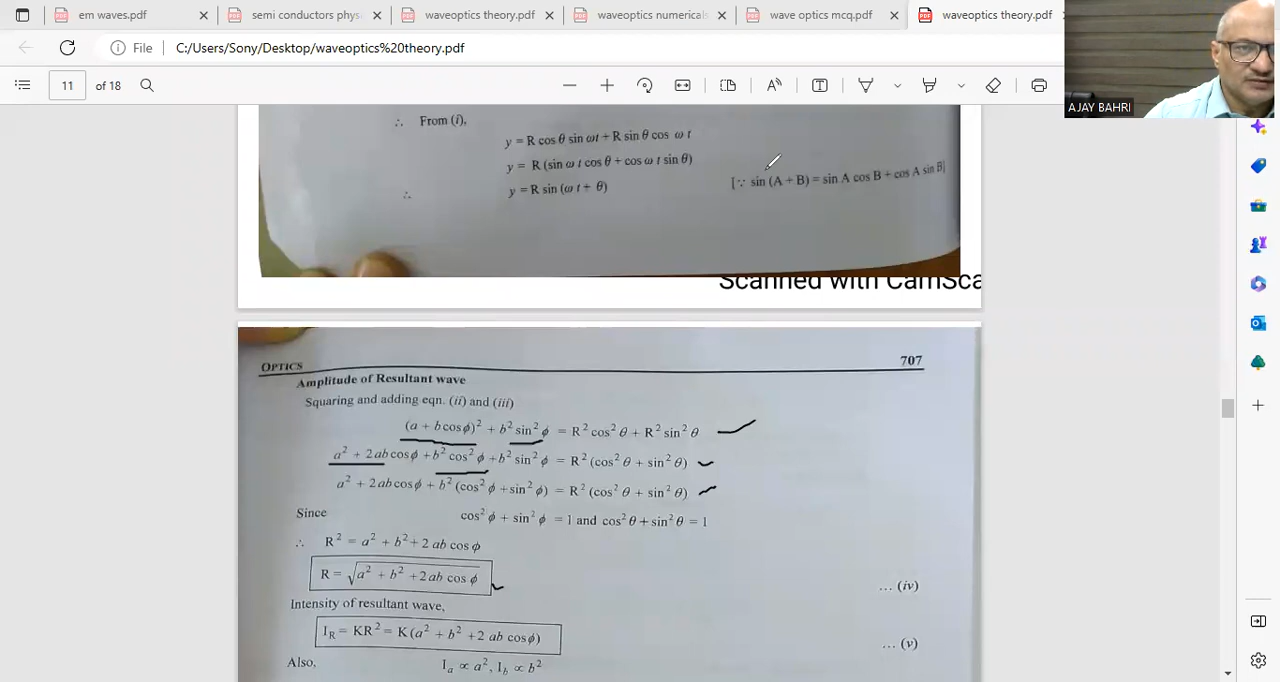 em waves.pdf
semi conductors phys
waveoptics theory.pdf
waveoptics numericals
wave optics mcq.pdf
waveoptics theory.pdf
File C:/Users/Sony/Desktop/waveoptics%20theory.pdf
11 of 18
AJAY BAHRI
∴ From (i),
y = R cos θ sin ωt + R sin θ cos ω t
y = R (sin ω t cos θ + cos ω t sin θ)
∴ y = R sin (ω t + θ) [∵ sin (A + B) = sin A cos B + cos A sin B]
Scanned with CamSca
OPTICS 707
Amplitude of Resultant wave
Squaring and adding eqn. (ii) and (iii)
(a + b cos ϕ)² + b² sin² ϕ = R² cos² θ + R² sin² θ
a² + 2ab cos ϕ + b² cos² ϕ + b² sin² ϕ = R² (cos² θ + sin² θ)
a² + 2ab cos ϕ + b² (cos² ϕ + sin² ϕ) = R² (cos² θ + sin² θ)
Since cos² ϕ + sin² ϕ = 1 and cos² θ + sin² θ = 1
∴ R² = a² + b² + 2 ab cos ϕ
R = √(a² + b² + 2 ab cos ϕ) ... (iv)
Intensity of resultant wave,
I_R = KR² = K (a² + b² + 2 ab cos ϕ) ... (v)
Also, I_a ∝ a², I_b ∝ b²